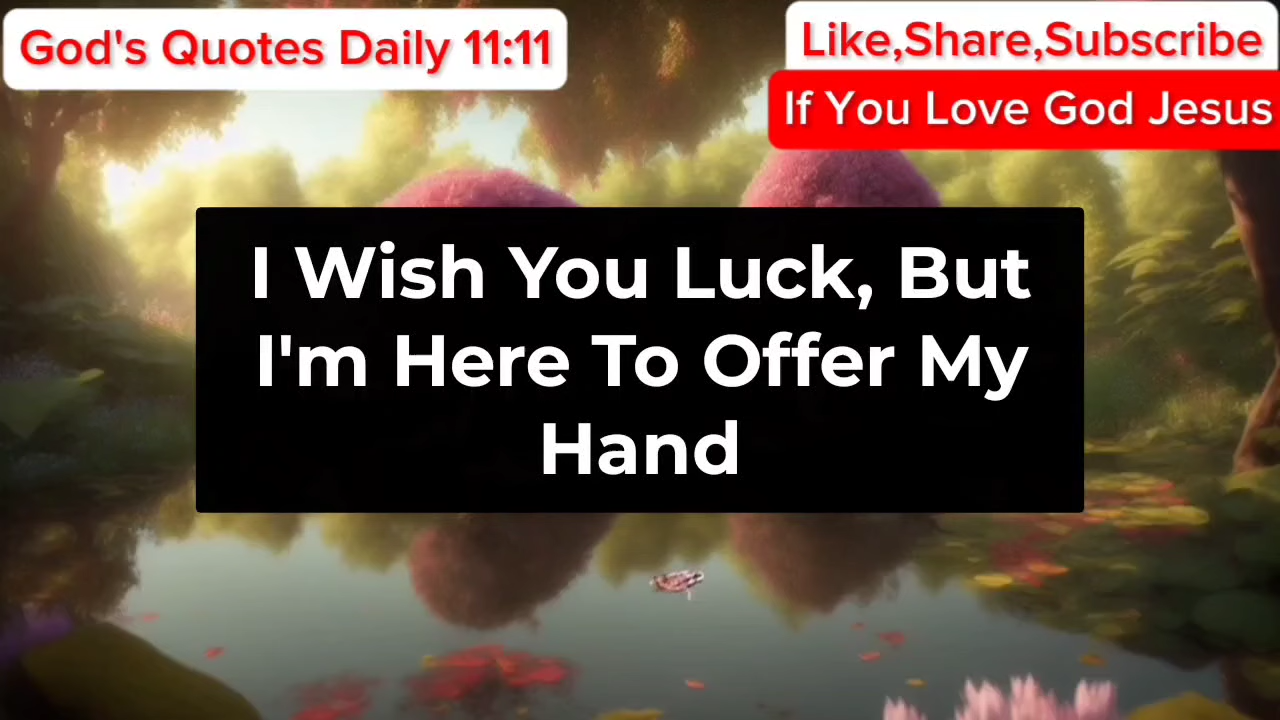 God's Quotes Daily 11:11
Like,Share,Subscribe
If You Love God Jesus
I Wish You Luck, But
I'm Here To Offer My
Hand